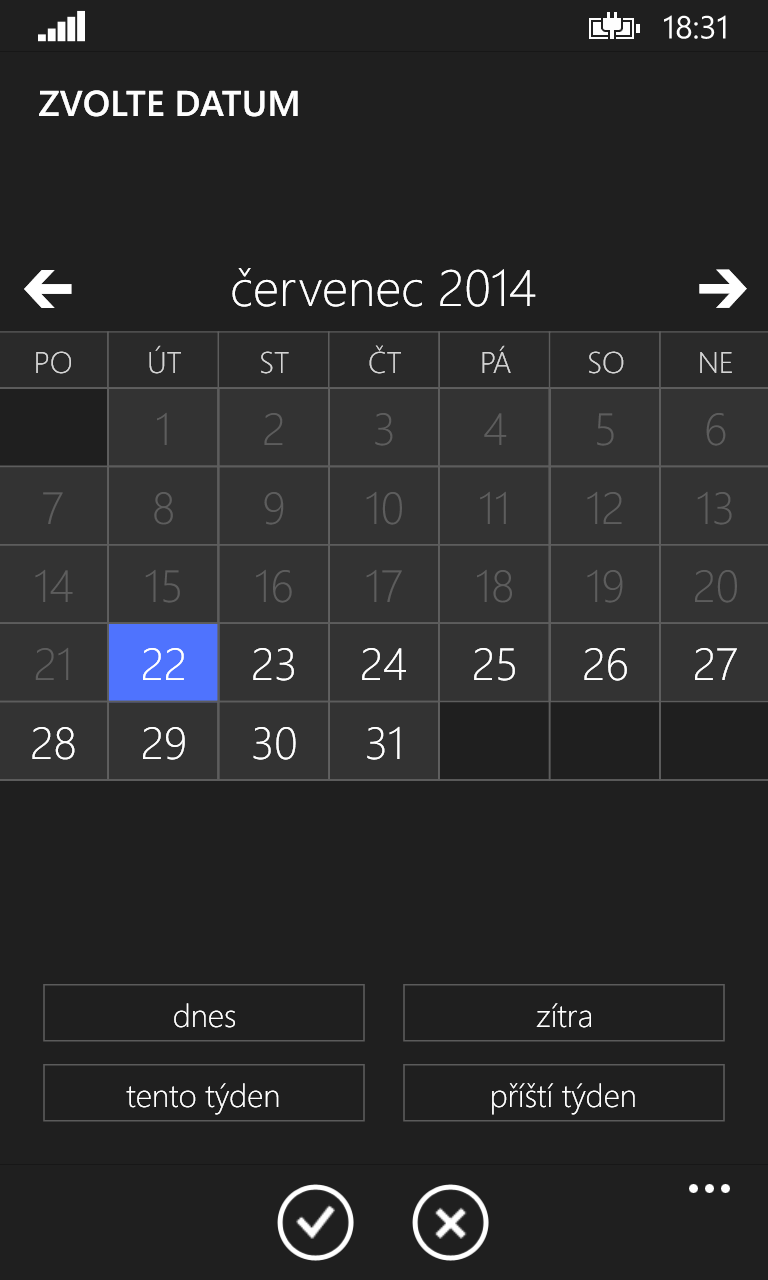 18:31
ZVOLTE DATUM
červenec 2014
PO ÚT ST ČT PÁ SO NE
1 2 3 4 5 6
7 8 9 10 11 12 13
14 15 16 17 18 19 20
21 22 23 24 25 26 27
28 29 30 31
dnes zítra
tento týden příští týden